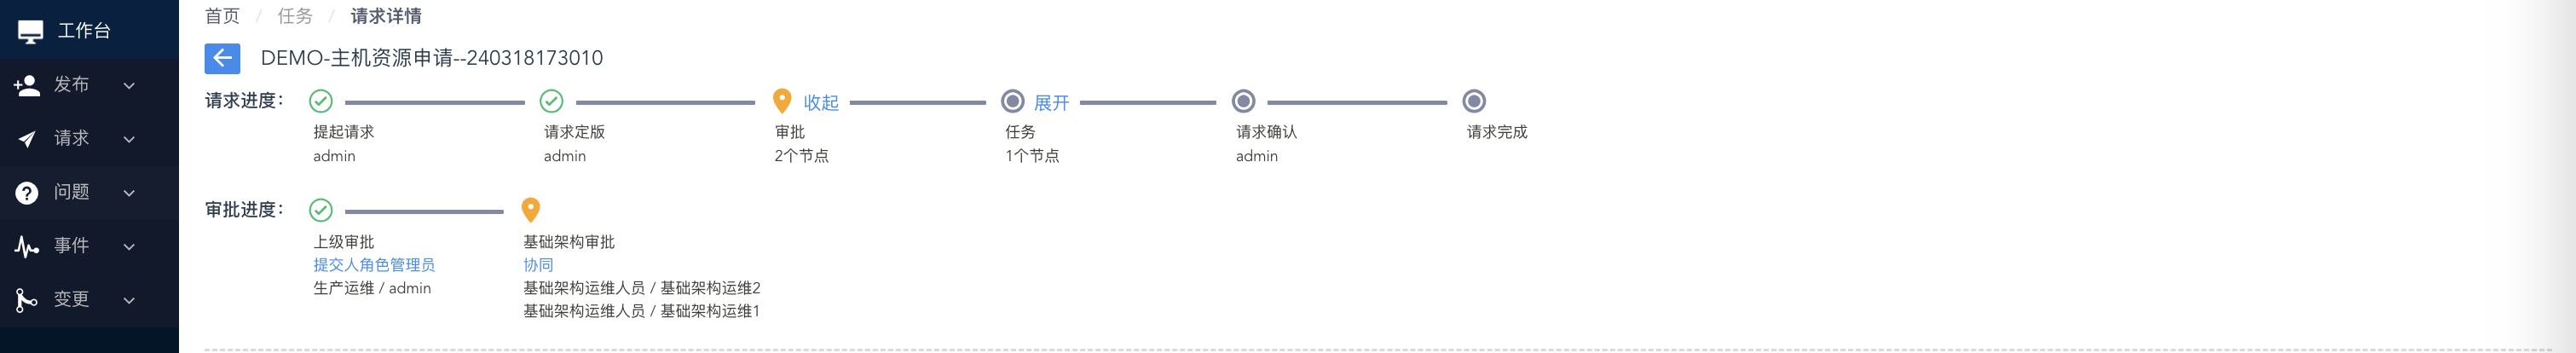 工作台
发布
请求
问题
事件
变更
首页 / 任务 / 请求详情
DEMO-主机资源申请--240318173010
请求进度：
收起
展开
提起请求
请求定版
审批
任务
请求确认
请求完成
admin
admin
2个节点
1个节点
admin
审批进度：
上级审批
提交人角色管理员
生产运维 / admin
基础架构审批
协同
基础架构运维人员 / 基础架构运维2
基础架构运维人员 / 基础架构运维1